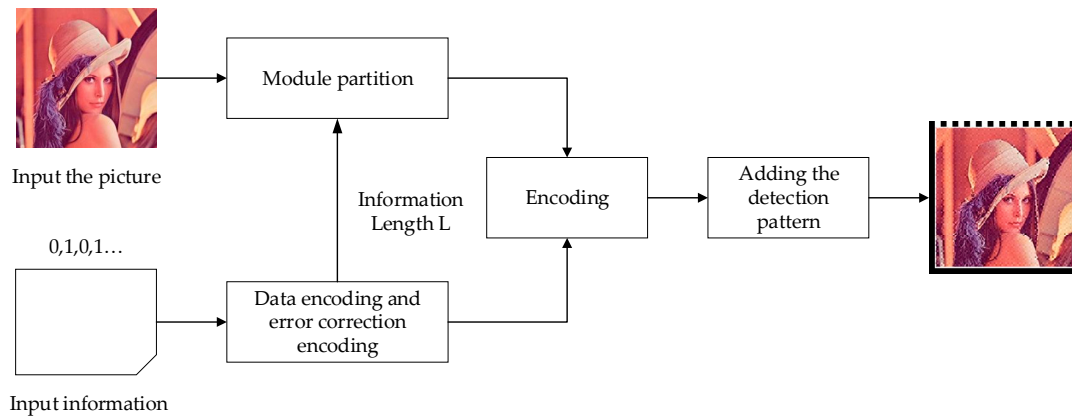 Input the picture
Module partition
Information
Length L
Encoding
Adding the
detection
pattern
0,1,0,1…
Data encoding and
error correction
encoding
Input information